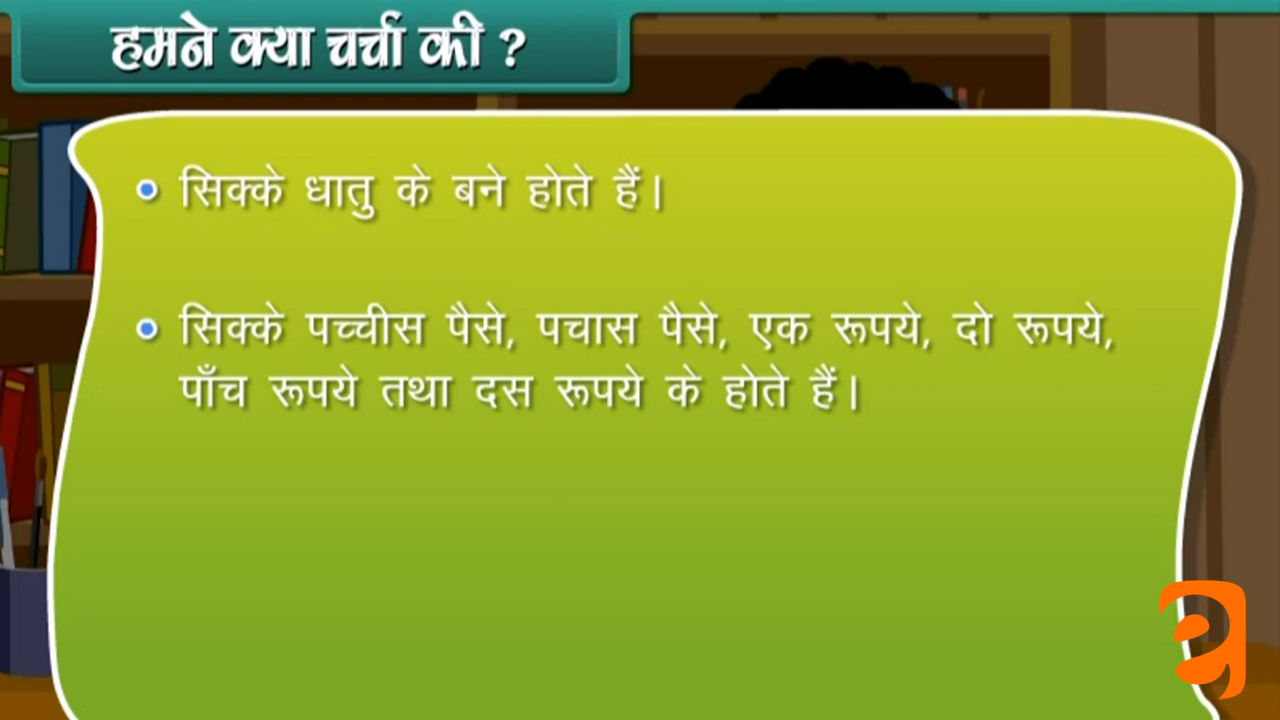 हमने क्या चर्चा की ?
सिक्के धातु के बने होते हैं।
सिक्के पच्चीस पैसे, पचास पैसे, एक रूपये, दो रूपये,
पाँच रूपये तथा दस रूपये के होते हैं।